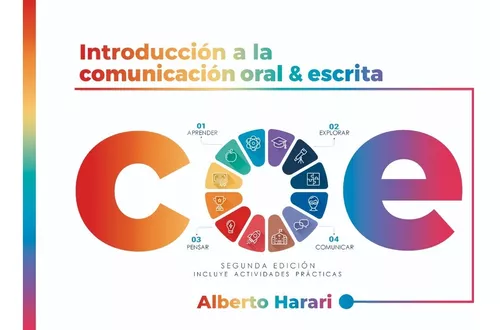 Introducción a la
comunicación oral & escrita
coe
01
APRENDER
02
EXPLORAR
03
PENSAR
04
COMUNICAR
SEGUNDA EDICIÓN
INCLUYE ACTIVIDADES PRÁCTICAS
Alberto Harari